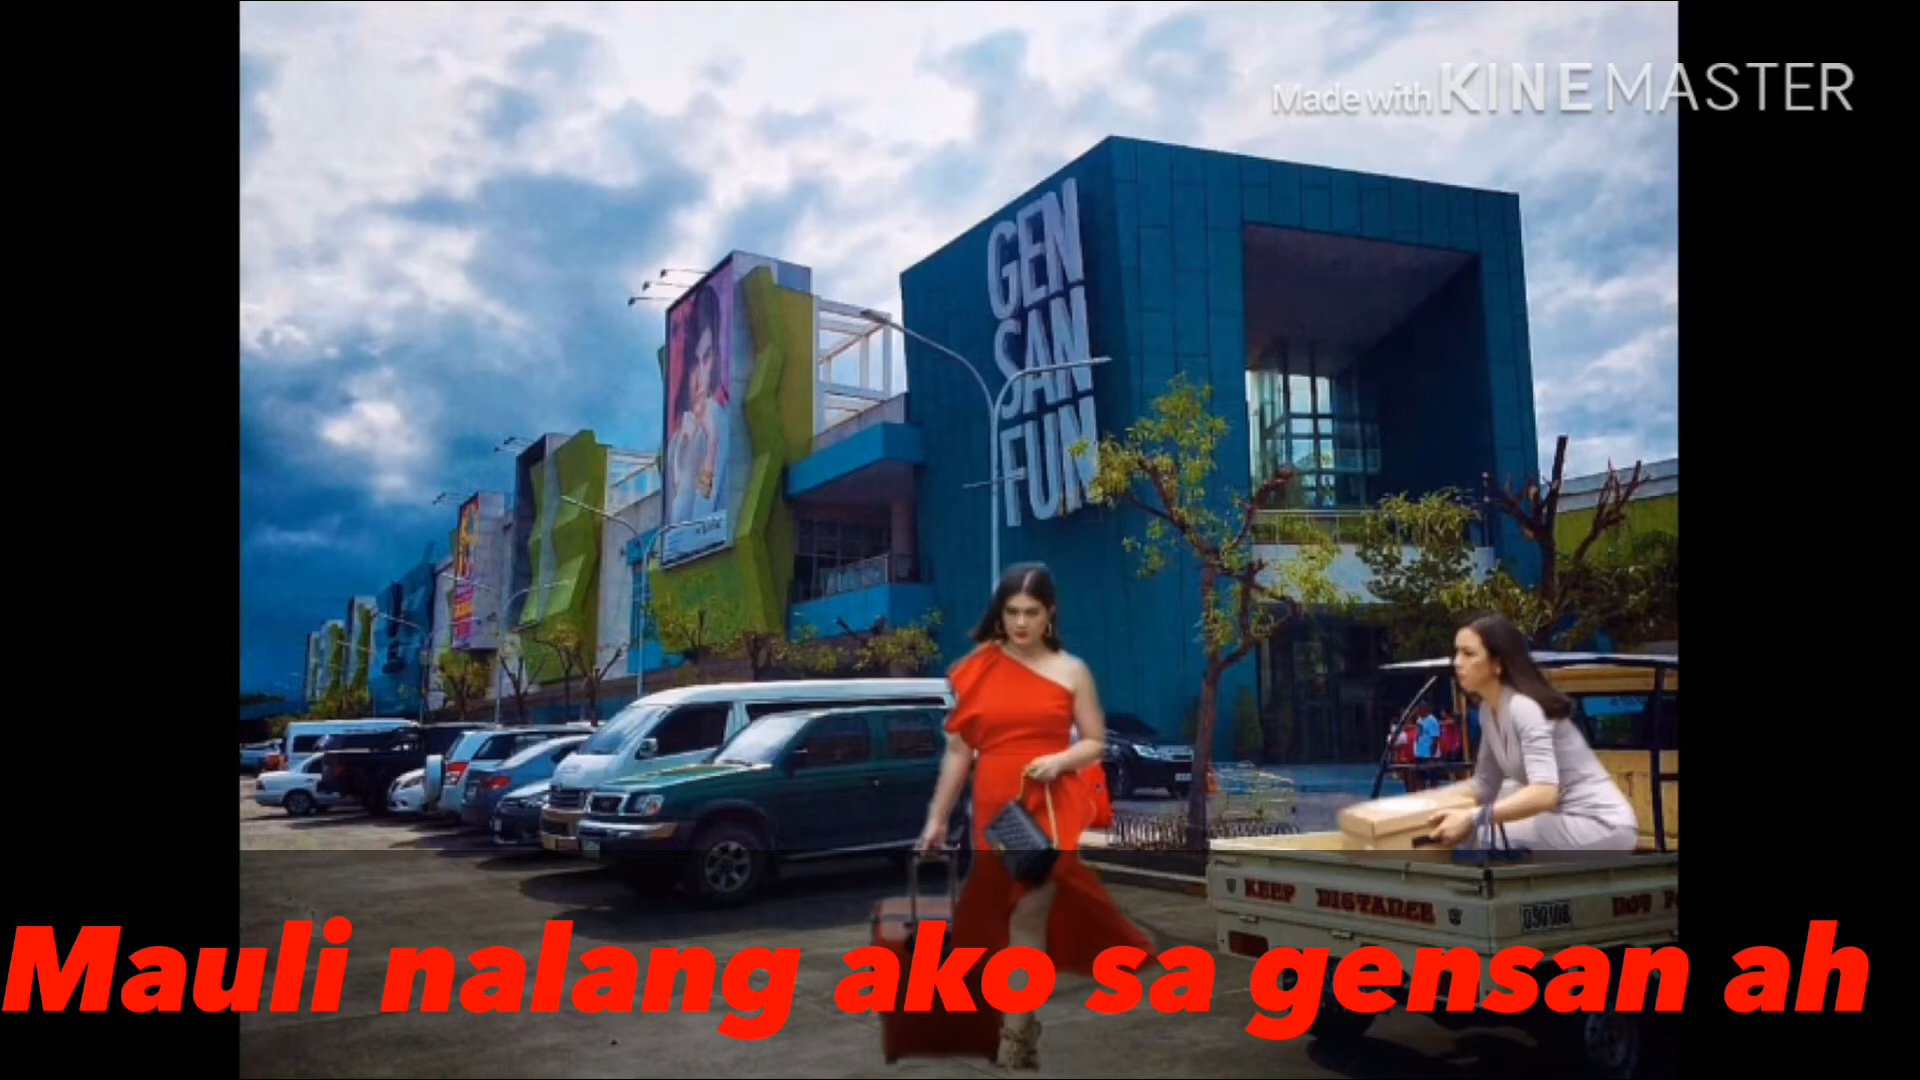 Made with KINEMASTER
GEN
SAN
FUN
KEEP DISTANCE
Mauli nalang ako sa gensan ah